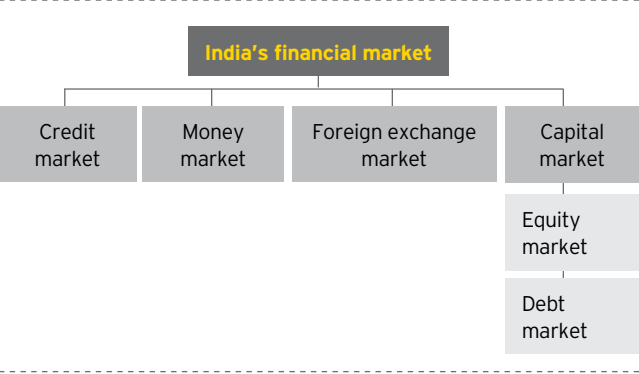 India's financial market
Credit
market
Money
market
Foreign exchange
market
Capital
market
Equity
market
Debt
market